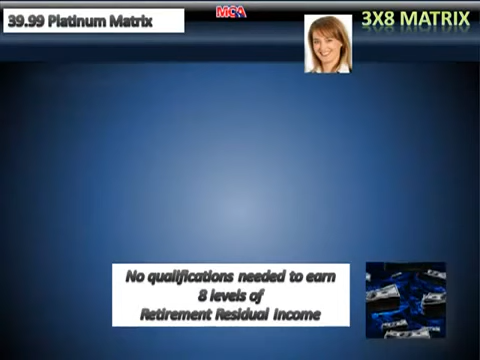 39.99 Platinum Matrix
MCA
3X8 MATRIX
No qualifications needed to earn
8 levels of
Retirement Residual Income